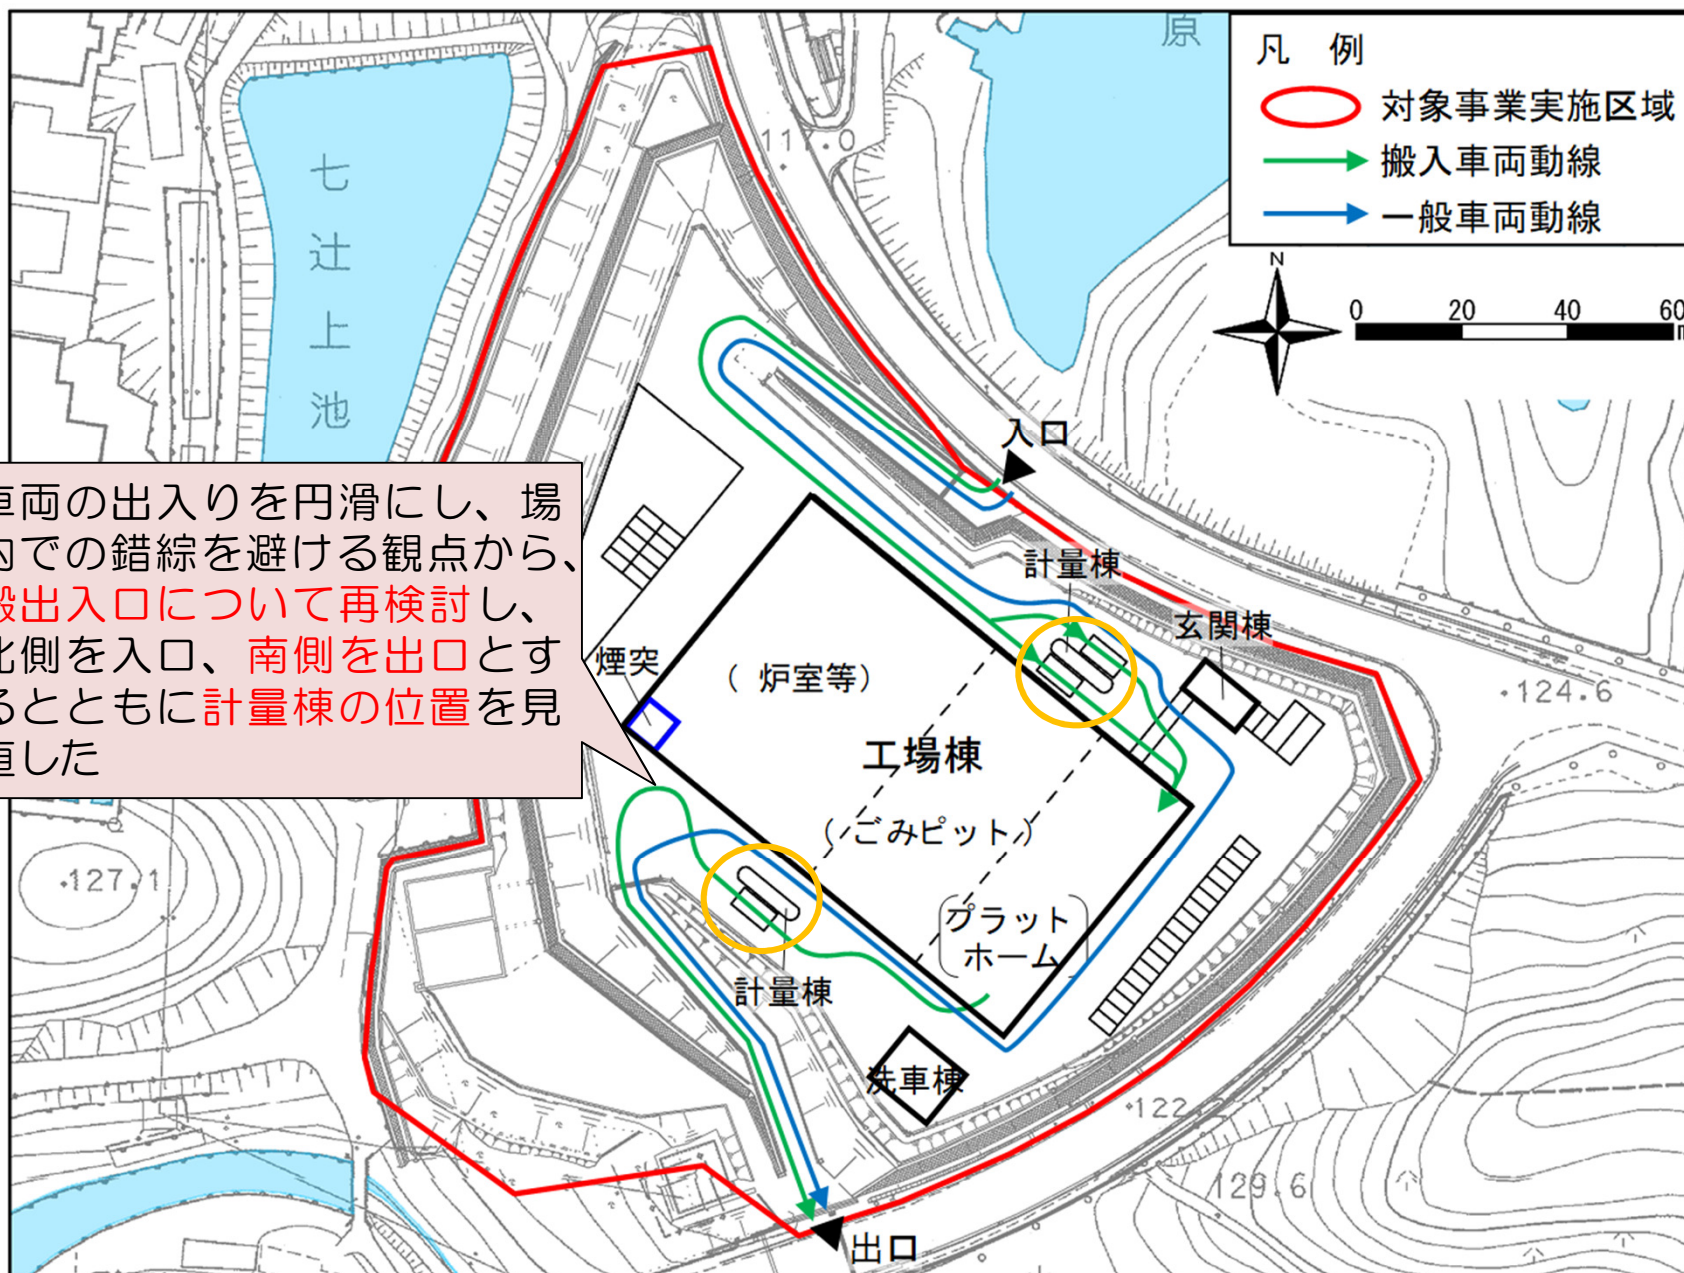 原
凡 例
対象事業実施区域
搬入車両動線
一般車両動線
N
0 20 40 60
117.0
七
辻
上
池
入口
計量棟
玄関棟
124.6
両の出入りを円滑にし、場
での錯綜を避ける観点から、
出入口について再検討し、
側を入口、南側を出口とす
るとともに計量棟の位置を見
した
煙突
(炉室等)
工場棟
(ごみピット)
プラット
ホーム
127.1
計量棟
洗車棟
122.
129.6
出口